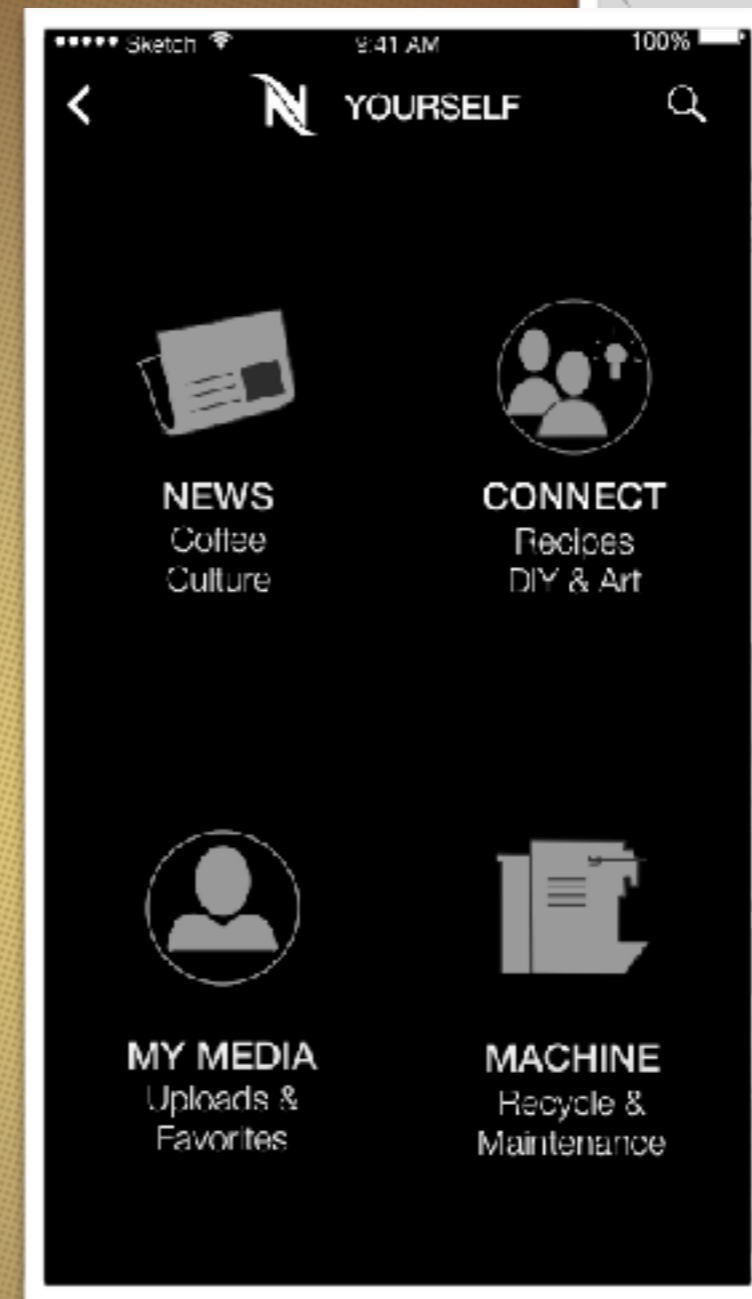 Sketch 9:41 AM 100%
N YOURSELF
NEWS
Coffee
Culture
CONNECT
Recipes
DIY & Art
MY MEDIA
Uploads &
Favorites
MACHINE
Recycle &
Maintenance